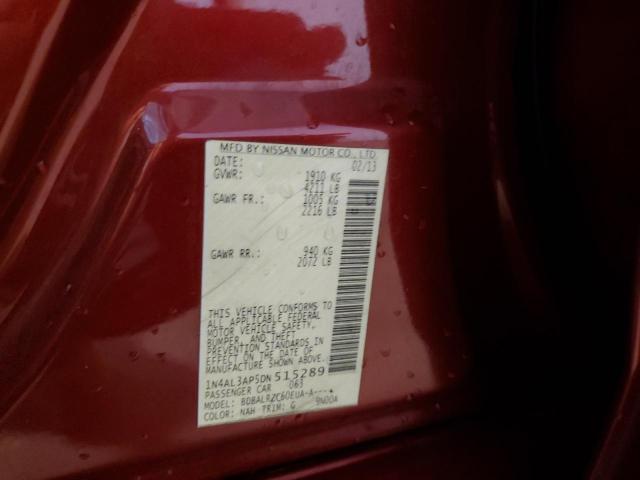 MFD BY NISSAN MOTOR CO., LTD.
DATE: 02/13
GVWR: 1910 KG
4211 LB
GAWR FR.: 1005 KG
2216 LB
GAWR RR.: 940 KG
2072 LB
THIS VEHICLE CONFORMS TO
ALL APPLICABLE FEDERAL
MOTOR VEHICLE SAFETY,
BUMPER, AND THEFT
PREVENTION STANDARDS IN
EFFECT ON THE DATE OF
MANUFACTURE SHOWN ABOVE.
1N4AL3AP5DN515289
PASSENGER CAR 063
MODEL: BDBALRZC60EUA-A----
COLOR: NAH TRIM: G 9N00A